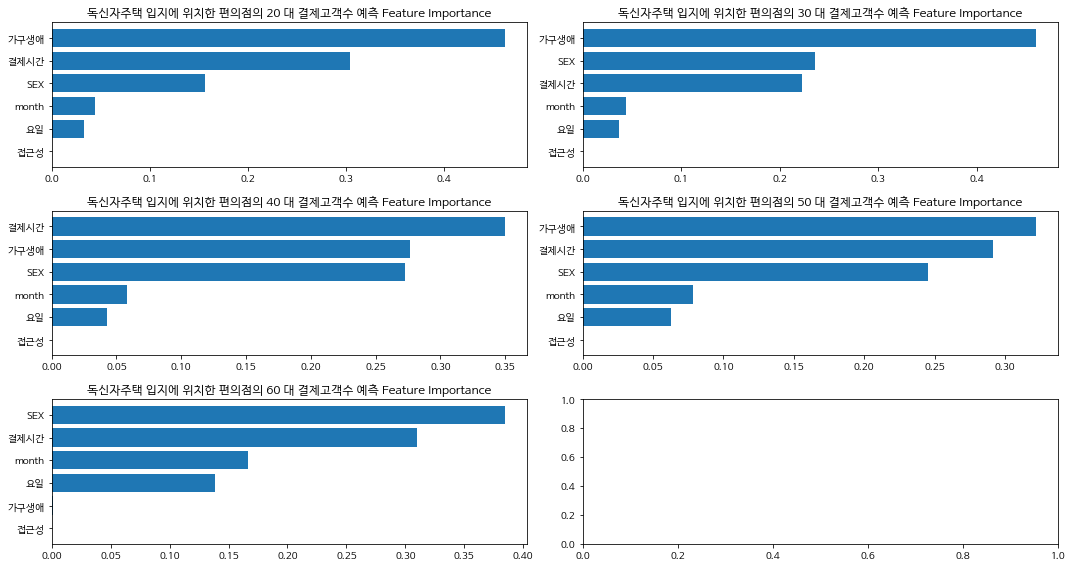 독신자주택 입지에 위치한 편의점의 20 대 결제고객수 예측 Feature Importance
가구생애
결제시간
SEX
month
요일
접근성
0.0 0.1 0.2 0.3 0.4
독신자주택 입지에 위치한 편의점의 30 대 결제고객수 예측 Feature Importance
가구생애
SEX
결제시간
month
요일
접근성
0.0 0.1 0.2 0.3 0.4
독신자주택 입지에 위치한 편의점의 40 대 결제고객수 예측 Feature Importance
결제시간
가구생애
SEX
month
요일
접근성
0.00 0.05 0.10 0.15 0.20 0.25 0.30 0.35
독신자주택 입지에 위치한 편의점의 50 대 결제고객수 예측 Feature Importance
가구생애
결제시간
SEX
month
요일
접근성
0.00 0.05 0.10 0.15 0.20 0.25 0.30
독신자주택 입지에 위치한 편의점의 60 대 결제고객수 예측 Feature Importance
SEX
결제시간
month
요일
가구생애
접근성
0.00 0.05 0.10 0.15 0.20 0.25 0.30 0.35 0.40
1.0
0.8
0.6
0.4
0.2
0.0
0.0 0.2 0.4 0.6 0.8 1.0